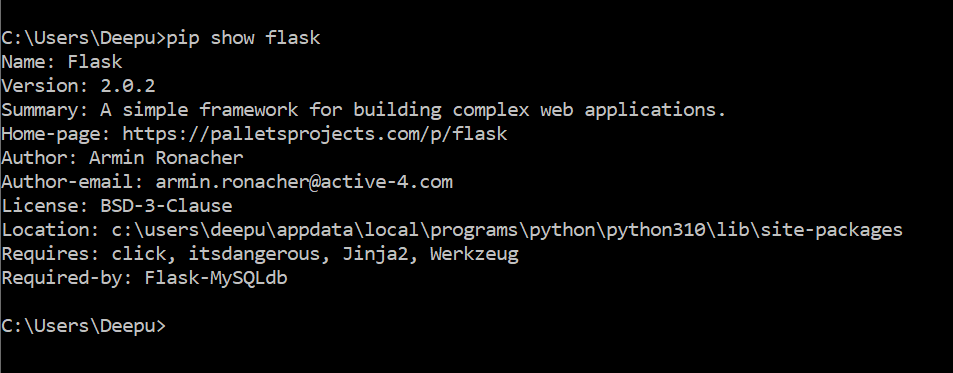 C:\Users\Deepu>pip show flask
Name: Flask
Version: 2.0.2
Summary: A simple framework for building complex web applications.
Home-page: https://palletsprojects.com/p/flask
Author: Armin Ronacher
Author-email: armin.ronacher@active-4.com
License: BSD-3-Clause
Location: c:\users\deepu\appdata\local\programs\python\python310\lib\site-packages
Requires: click, itsdangerous, Jinja2, Werkzeug
Required-by: Flask-MySQLdb
C:\Users\Deepu>